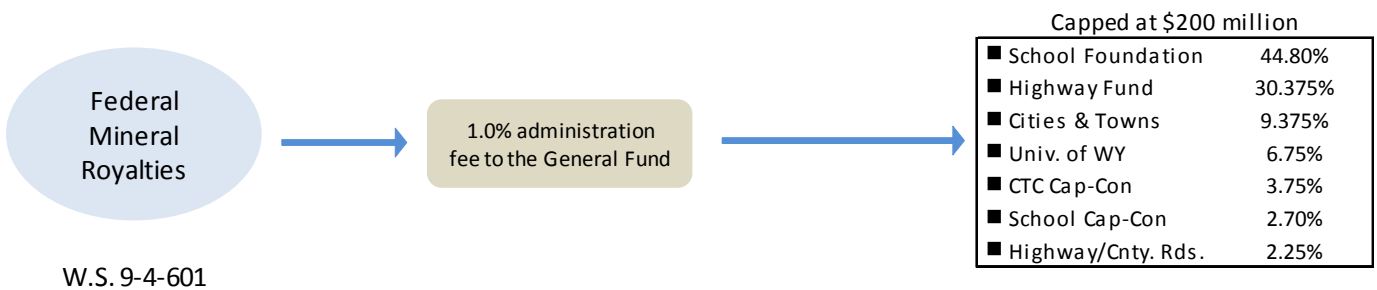 Capped at $200 million
Federal
Mineral
Royalties
W.S. 9-4-601
1.0% administration
fee to the General Fund
■ School Foundation 44.80%
■ Highway Fund 30.375%
■ Cities & Towns 9.375%
■ Univ. of WY 6.75%
■ CTC Cap-Con 3.75%
■ School Cap-Con 2.70%
■ Highway/Cnty. Rds. 2.25%